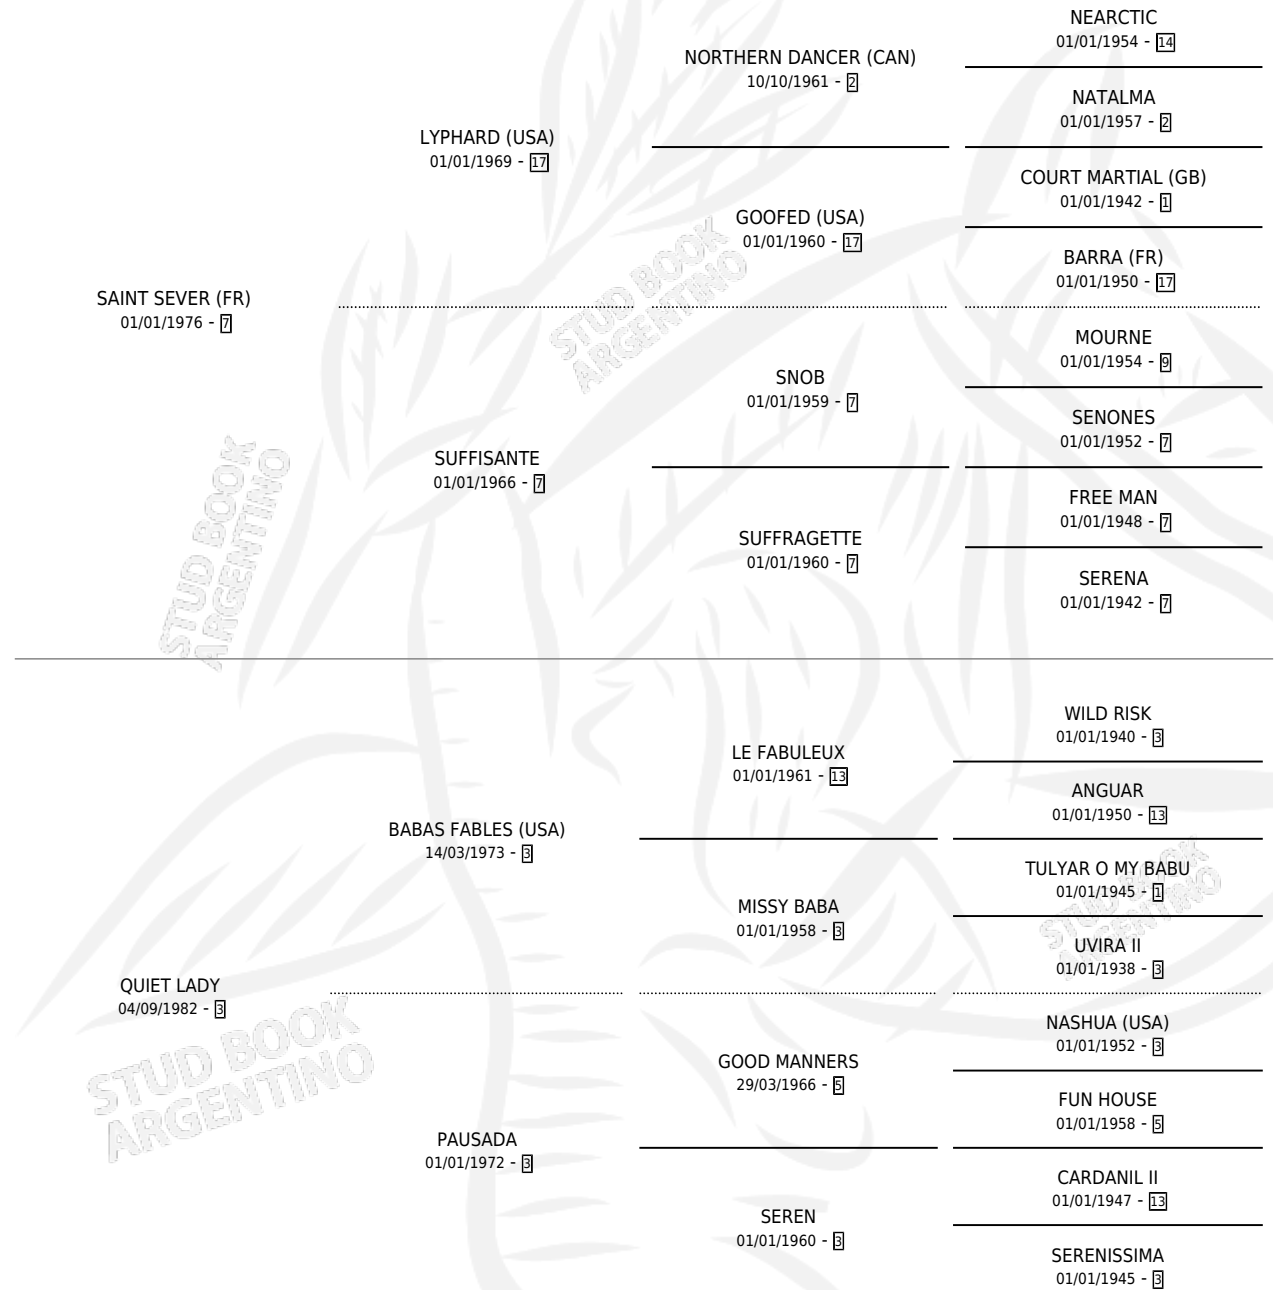 NEARCTIC
01/01/1954 - 14
NORTHERN DANCER (CAN)
10/10/1961 - 2
NATALMA
01/01/1957 - 2
LYPHARD (USA)
01/01/1969 - 17
COURT MARTIAL (GB)
01/01/1942 - 1
GOOFED (USA)
01/01/1960 - 17
BARRA (FR)
01/01/1950 - 17
SAINT SEVER (FR)
01/01/1976 - 7
MOURNE
01/01/1954 - 9
SNOB
01/01/1959 - 7
SENONES
01/01/1952 - 7
SUFFISANTE
01/01/1966 - 7
FREE MAN
01/01/1948 - 7
SUFFRAGETTE
01/01/1960 - 7
SERENA
01/01/1942 - 7
STUD BOOK
ARGENTINO
STUD BOOK
ARGENTINO
WILD RISK
01/01/1940 - 3
LE FABULEUX
01/01/1961 - 13
ANGUAR
01/01/1950 - 13
BABAS FABLES (USA)
14/03/1973 - 3
TULYAR O MY BABU
01/01/1945 - 1
MISSY BABA
01/01/1958 - 3
UVIRA II
01/01/1938 - 3
STUD BOOK
ARGENTINO
QUIET LADY
04/09/1982 - 3
NASHUA (USA)
01/01/1952 - 3
GOOD MANNERS
29/03/1966 - 5
FUN HOUSE
01/01/1958 - 5
PAUSADA
01/01/1972 - 3
CARDANIL II
01/01/1947 - 13
SEREN
01/01/1960 - 3
SERENISSIMA
01/01/1945 - 3
STUD BOOK
ARGENTINO